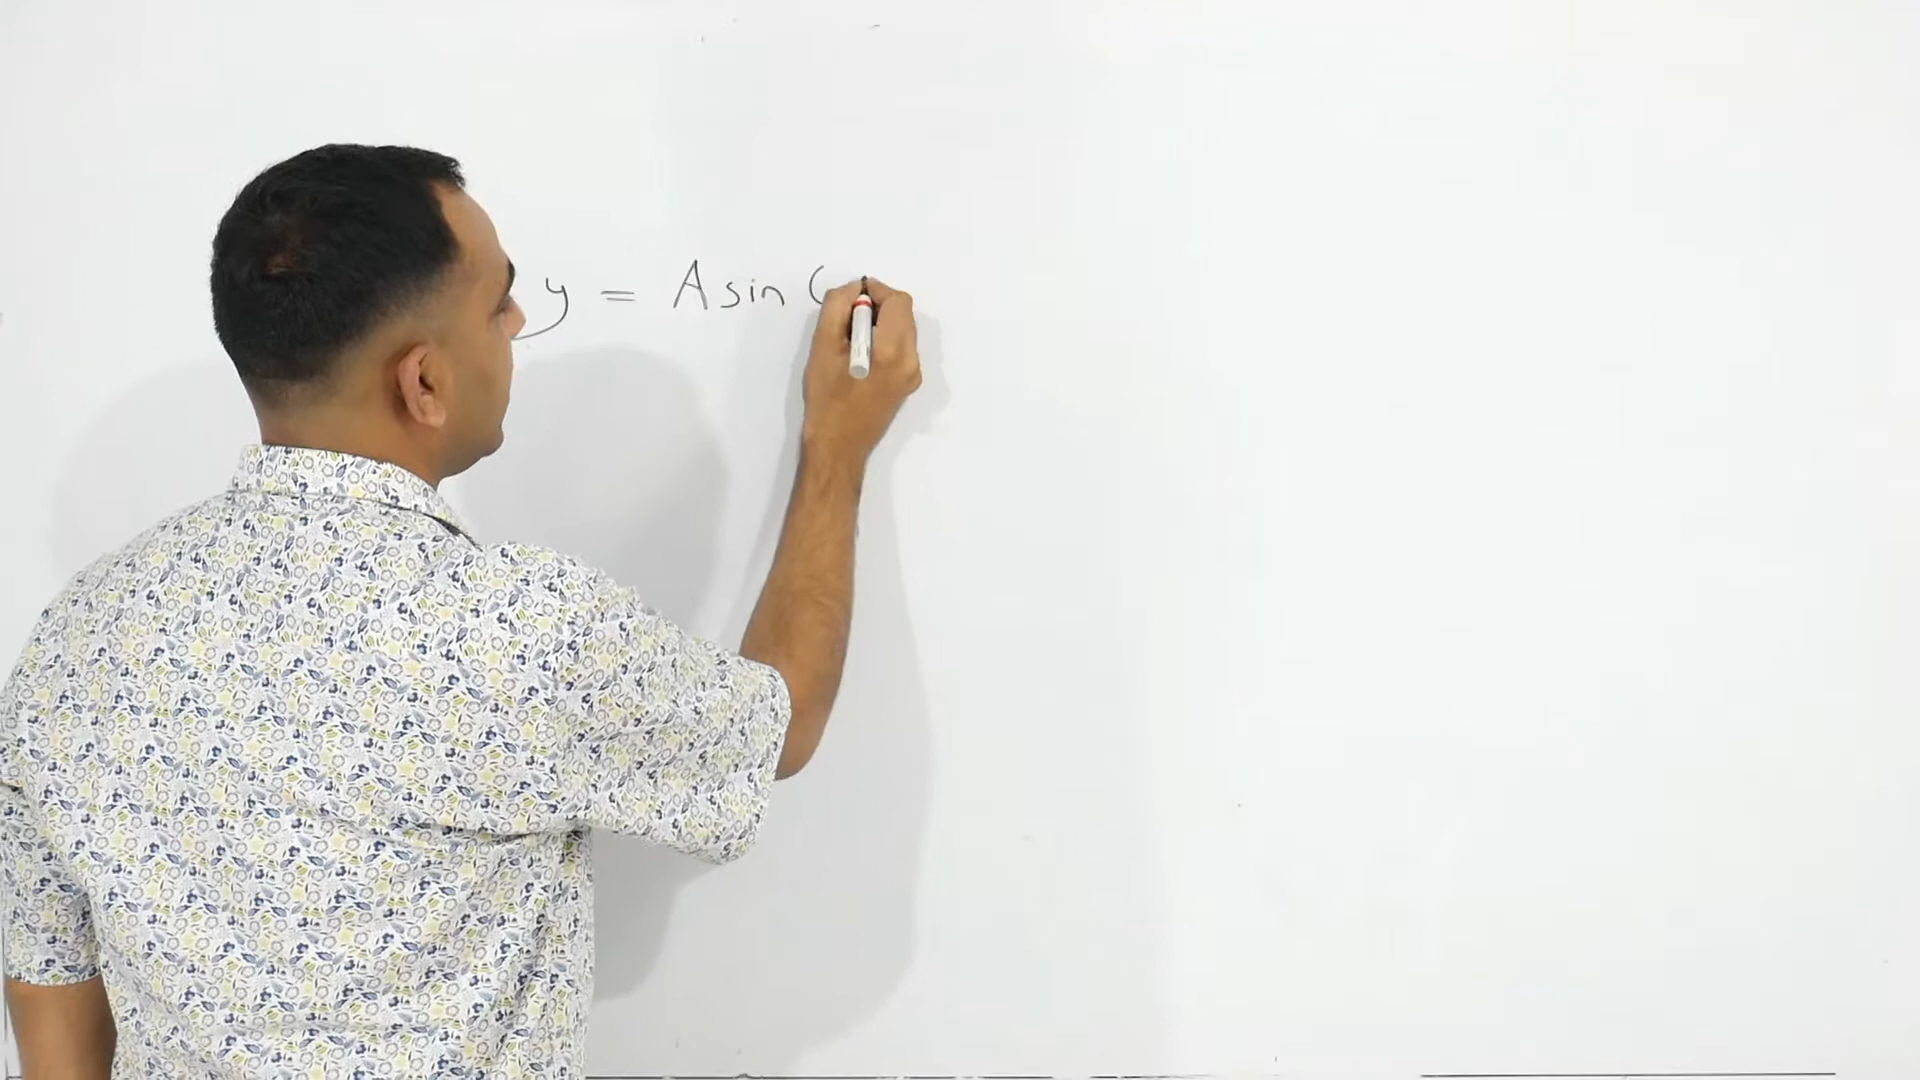 y = A sin (